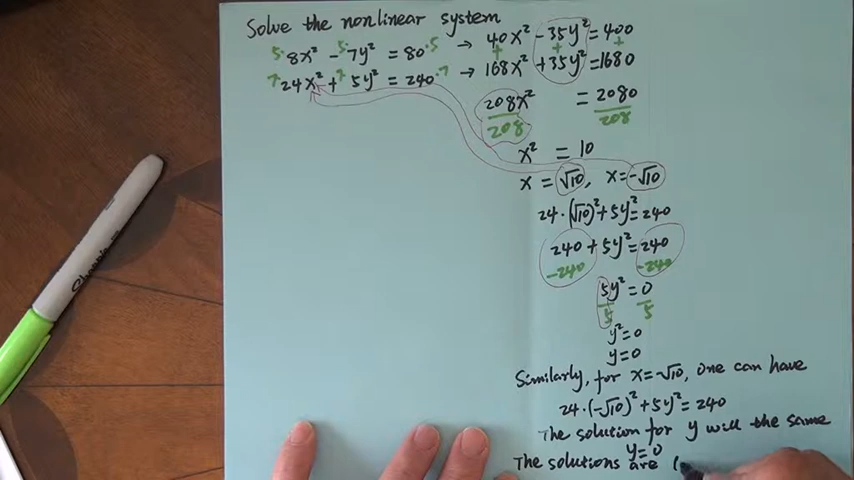 Solve the nonlinear system
5· 8x² - 5· 7y² = 80 ·5 → 40x² - 35y² = 400
+ + +
7· 24x² + 7· 5y² = 240 ·7 → 168x² + 35y² = 1680
208x² = 2080
208 208
x² = 10
x = √10, x = -√10
24·(√10)² + 5y² = 240
240 + 5y² = 240
-240 -240
5y² = 0
5 5
y² = 0
y = 0
Similarly, for x = -√10, one can have
24·(-√10)² + 5y² = 240
The solution for y will the same
y = 0
The solutions are (
Sharpie